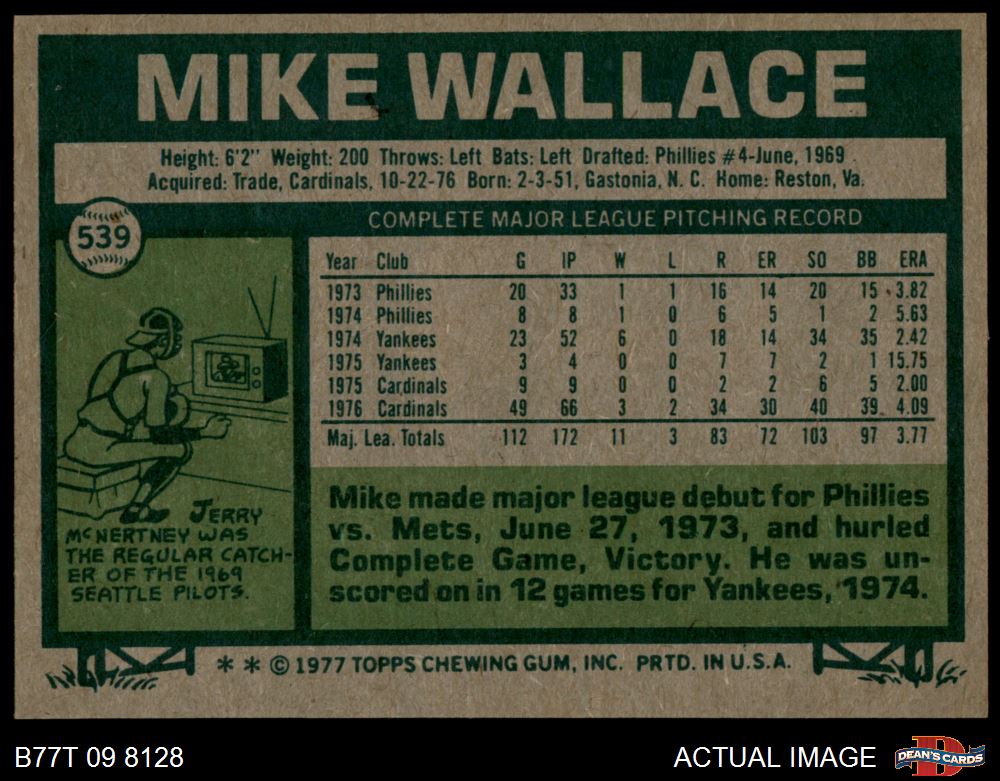 MIKE WALLACE
Height: 6'2" Weight: 200 Throws: Left Bats: Left Drafted: Phillies #4-June, 1969
Acquired: Trade, Cardinals, 10-22-76 Born: 2-3-51, Gastonia, N. C. Home: Reston, Va.
539
COMPLETE MAJOR LEAGUE PITCHING RECORD
Year Club G IP W L R ER SO BB ERA
1973 Phillies 20 33 1 1 16 14 20 15 3.82
1974 Phillies 8 8 1 0 6 5 1 2 5.63
1974 Yankees 23 52 6 0 18 14 34 35 2.42
1975 Yankees 3 4 0 0 7 7 2 1 15.75
1975 Cardinals 9 9 0 0 2 2 6 5 2.00
1976 Cardinals 49 66 3 2 34 30 40 39 4.09
Maj. Lea. Totals 112 172 11 3 83 72 103 97 3.77
JERRY
McNERTNEY WAS
THE REGULAR CATCH-
ER OF THE 1969
SEATTLE PILOTS.
Mike made major league debut for Phillies
vs. Mets, June 27, 1973, and hurled
Complete Game, Victory. He was un-
scored on in 12 games for Yankees, 1974.
* * © 1977 TOPPS CHEWING GUM, INC. PRTD. IN U.S.A.
B77T 09 8128
ACTUAL IMAGE
D
DEAN'S CARDS